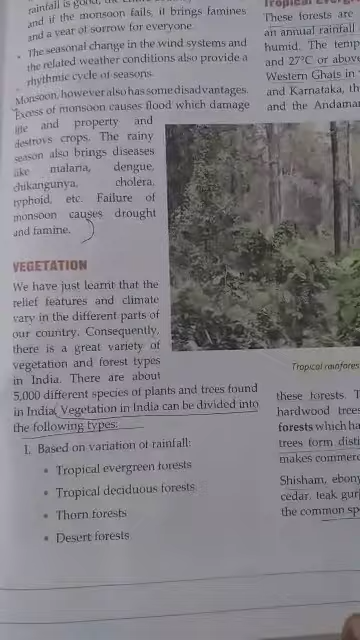 rainfall is good, the
and if the monsoon fails, it brings famines
and a year of sorrow for everyone.
• The seasonal change in the wind systems and
the related weather conditions also provide a
rhythmic cycle of seasons.
Monsoon, however also has some disadvantages.
Excess of monsoon causes flood which damage
life and property and
destroys crops. The rainy
season also brings diseases
like malaria, dengue,
chikangunya, cholera,
typhoid, etc. Failure of
monsoon causes drought
and famine.
VEGETATION
We have just learnt that the
relief features and climate
vary in the different parts of
our country. Consequently,
there is a great variety of
vegetation and forest types
in India. There are about
5,000 different species of plants and trees found
in India. Vegetation in India can be divided into
the following types:
1. Based on variation of rainfall:
• Tropical evergreen forests
• Tropical deciduous forests
• Thorn forests
• Desert forests
Tropical
These forests are
an annual rainfall
humid. The temp
and 27°C or above
Western Ghats in
and Karnataka, th
and the Andaman
Tropical rainfores
these forests. T
hardwood trees
forests which ha
trees form disti
makes commerc
Shisham, ebony
cedar, teak gur
the common sp